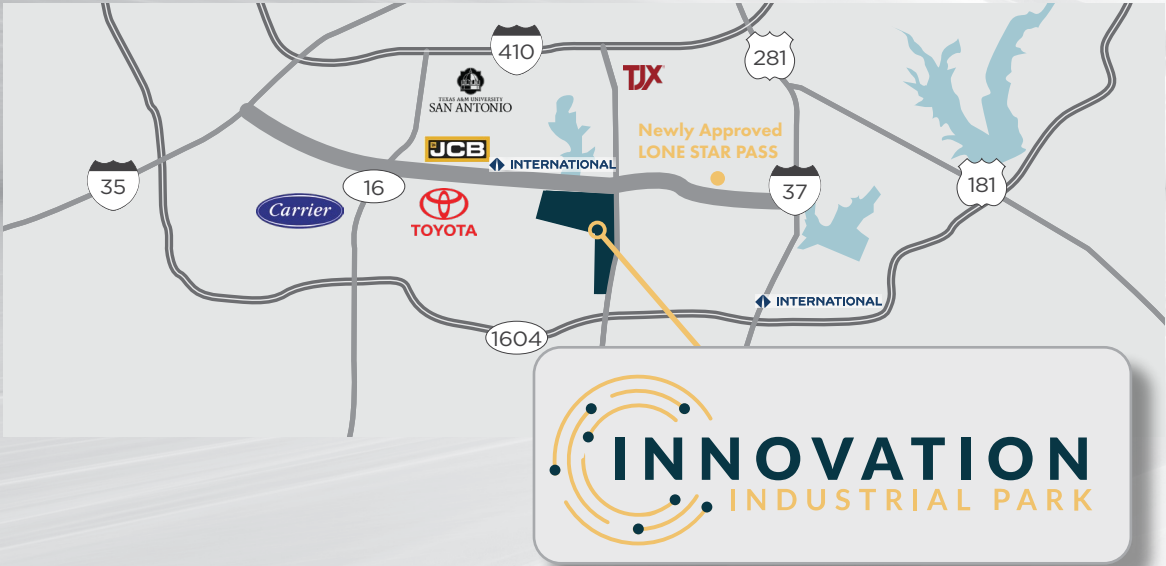 410
281
TJX
TEXAS A&M UNIVERSITY
SAN ANTONIO
Newly Approved
LONE STAR PASS
JCB
INTERNATIONAL
35
16
37
181
Carrier
TOYOTA
INTERNATIONAL
1604
INNOVATION
INDUSTRIAL PARK